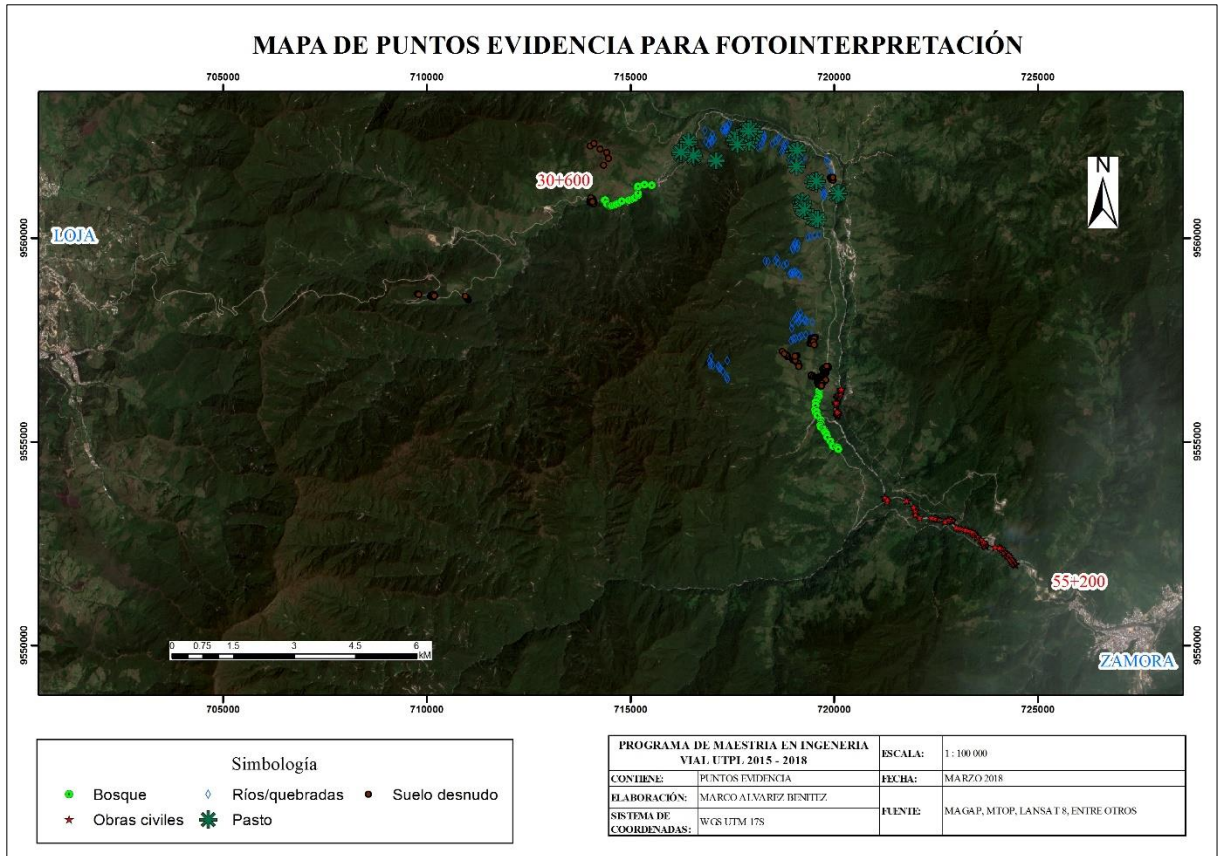 MAPA DE PUNTOS EVIDENCIA PARA FOTOINTERPRETACIÓN
705000 710000 715000 720000 725000
30+600
9560000 LOJA 9560000
9555000 9555000
55+200
9550000 0 0.75 1.5 3 4.5 6 9550000
kM
ZAMORA
705000 710000 715000 720000 725000
Simbología
Bosque Ríos/quebradas Suelo desnudo
Obras civiles Pasto
PROGRAMA DE MAESTRIA EN INGENERIA
VIAL UTPL 2015 - 2018
ESCALA: 1 : 100 000
CONTIENE: PUNTOS EVIDENCIA
FECHA: MARZO 2018
ELABORACIÓN: MARCO ALVAREZ BENITEZ
SISTEMA DE
COORDENADAS: WGS UTM 17S
FUENTE: MAGAP, MTOP, LANSAT 8, ENTRE OTROS
N